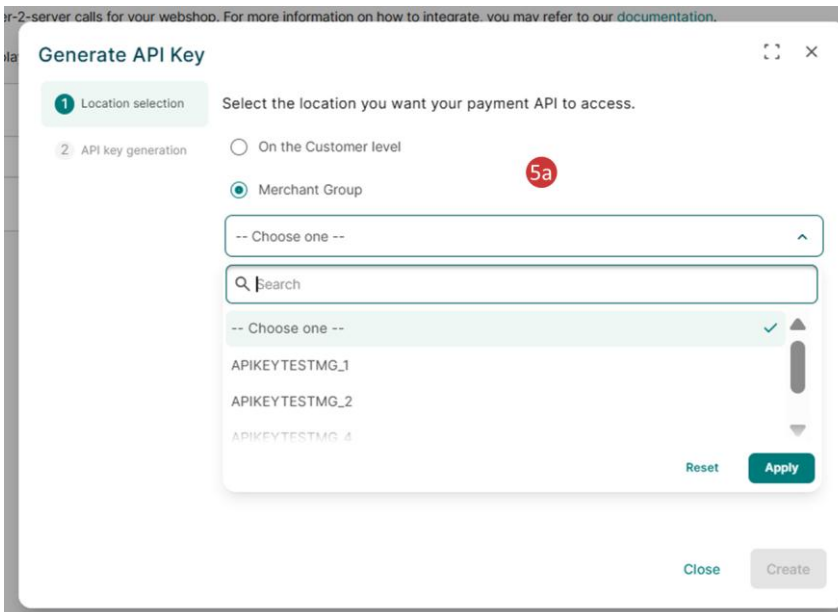 er-2-server calls for your webshop. For more information on how to integrate, you may refer to our documentation.
Generate API Key
1 Location selection
2 API key generation
Select the location you want your payment API to access.
On the Customer level
5a
Merchant Group
-- Choose one --
Search
-- Choose one --
APIKEYTESTMG_1
APIKEYTESTMG_2
APIKEYTESTMG_4
Reset
Apply
Close
Create